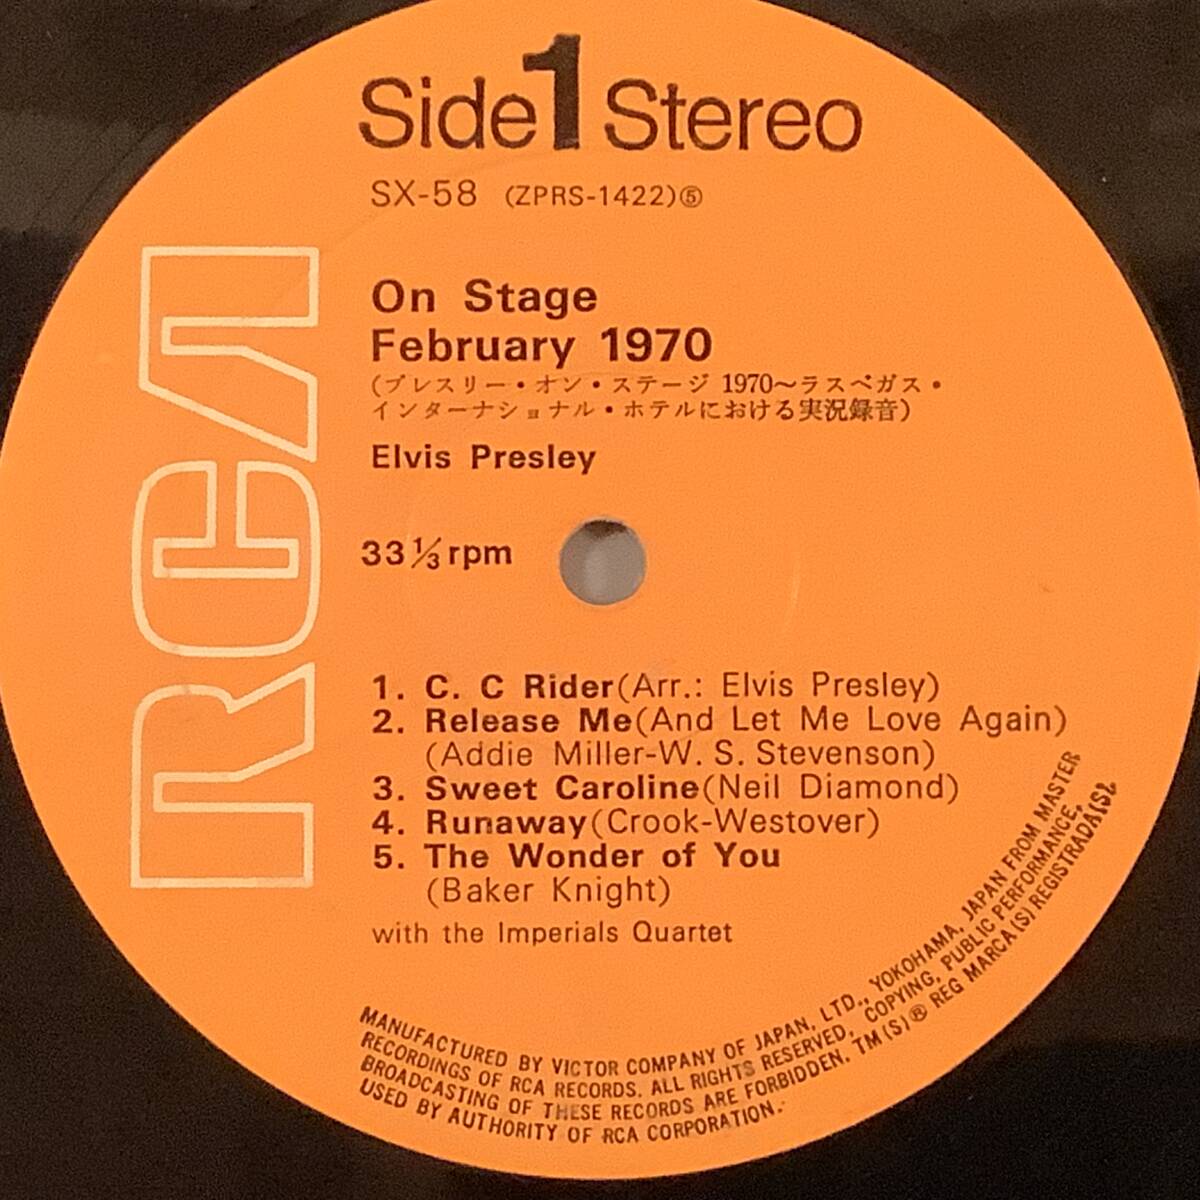 Side 1 Stereo
SX-58 (ZPRS-1422)⑤
RCA
On Stage
February 1970
(プレスリー・オン・ステージ 1970〜ラスベガス・
インターナショナル・ホテルにおける実況録音)
Elvis Presley
33⅓ rpm
1. C. C Rider(Arr.: Elvis Presley)
2. Release Me(And Let Me Love Again)
(Addie Miller-W. S. Stevenson)
3. Sweet Caroline(Neil Diamond)
4. Runaway(Crook-Westover)
5. The Wonder of You
(Baker Knight)
with the Imperials Quartet
MANUFACTURED BY VICTOR COMPANY OF JAPAN, LTD., YOKOHAMA, JAPAN FROM MASTER
RECORDINGS OF RCA RECORDS. ALL RIGHTS RESERVED, COPYING, PUBLIC PERFORMANCE,
BROADCASTING OF THESE RECORDS ARE FORBIDDEN. TM(S)® REG MARCA(S) REGISTRADA(S).
USED BY AUTHORITY OF RCA CORPORATION.